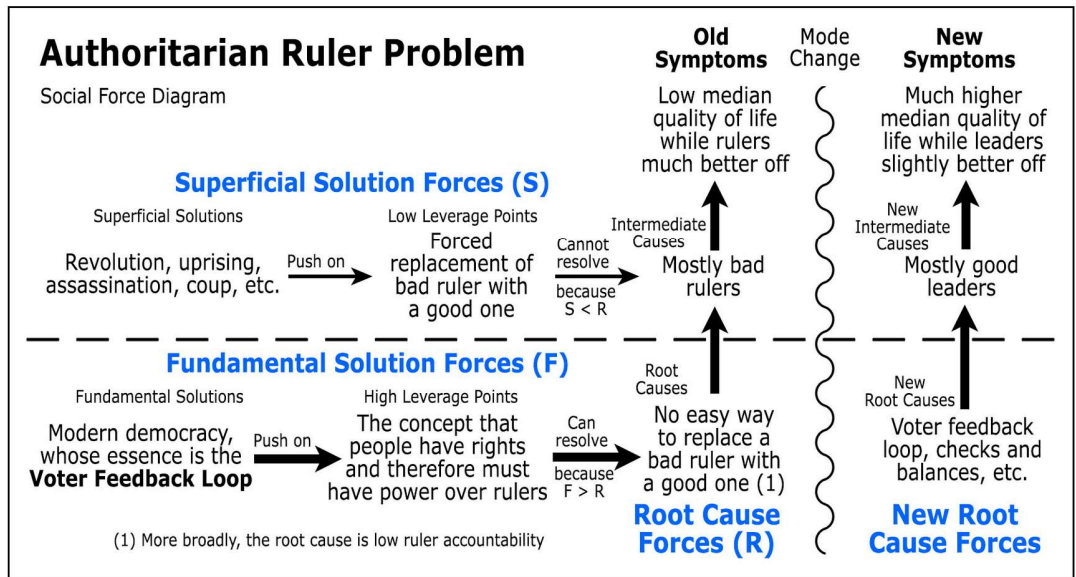 Authoritarian Ruler Problem
Social Force Diagram
Old
Symptoms
Low median
quality of life
while rulers
much better off
Mode
Change
New
Symptoms
Much higher
median quality of
life while leaders
slightly better off
Superficial Solution Forces (S)
Superficial Solutions
Revolution, uprising,
assassination, coup, etc.
Push on
Low Leverage Points
Forced
replacement of
bad ruler with
a good one
Cannot
resolve
because
S < R
Intermediate
Causes
Mostly bad
rulers
New
Intermediate
Causes
Mostly good
leaders
Fundamental Solution Forces (F)
Fundamental Solutions
Modern democracy,
whose essence is the
Voter Feedback Loop
Push on
High Leverage Points
The concept that
people have rights
and therefore must
have power over rulers
Can
resolve
because
F > R
Root
Causes
No easy way
to replace a
bad ruler with
a good one (1)
Root Cause
Forces (R)
New
Root Causes
Voter feedback
loop, checks and
balances, etc.
New Root
Cause Forces
(1) More broadly, the root cause is low ruler accountability